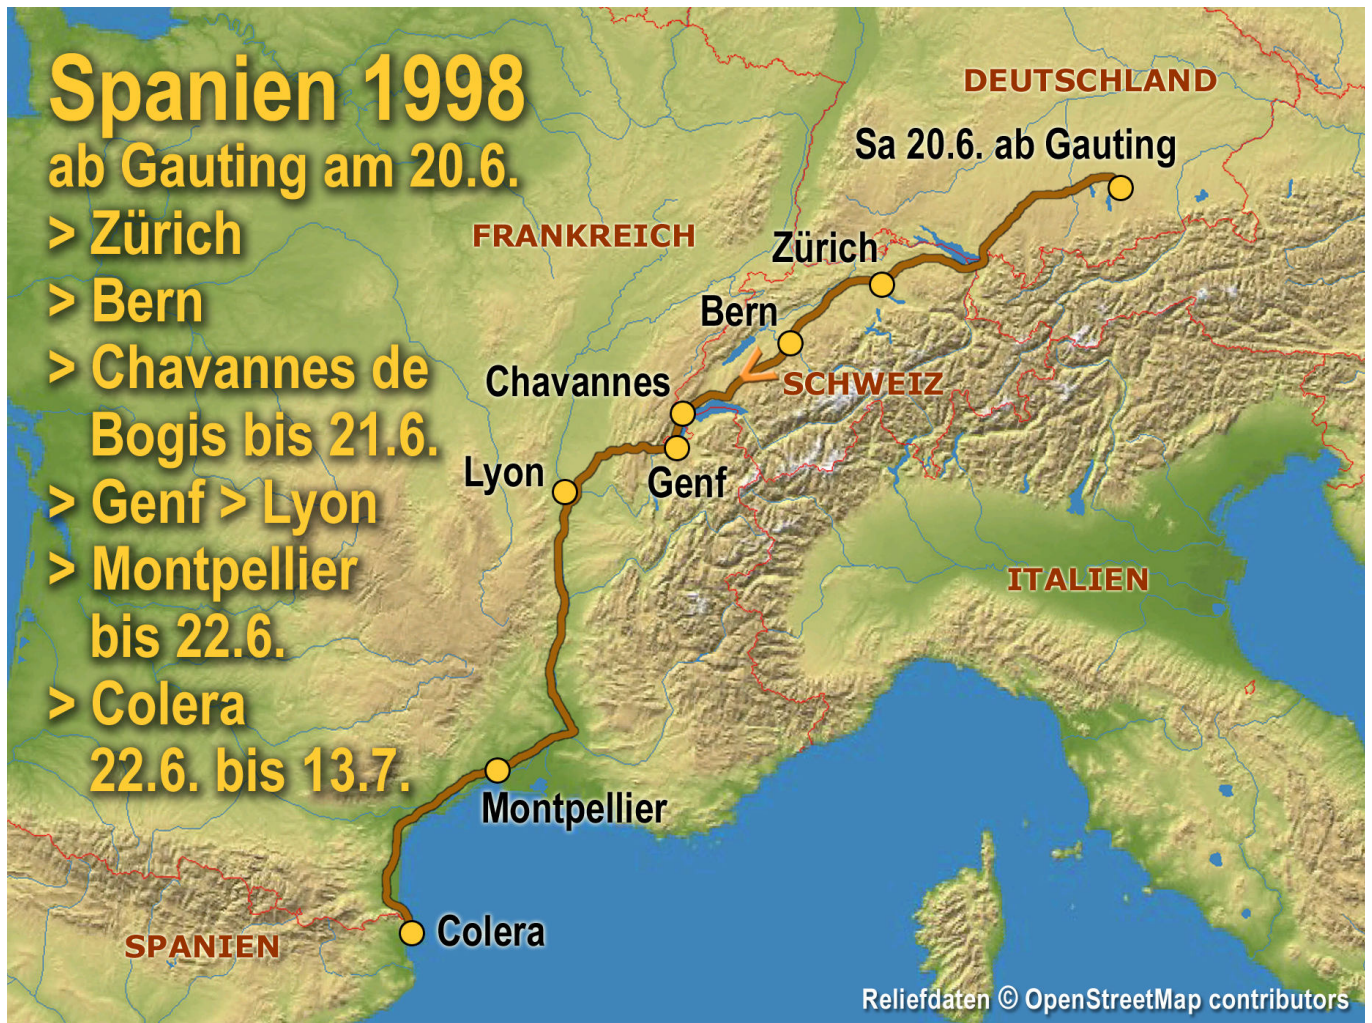 Spanien 1998
ab Gauting am 20.6.
> Zürich
> Bern
> Chavannes de
Bogis bis 21.6.
> Genf > Lyon
> Montpellier
bis 22.6.
> Colera
22.6. bis 13.7.
DEUTSCHLAND
Sa 20.6. ab Gauting
FRANKREICH
Zürich
Bern
SCHWEIZ
Chavannes
Genf
Lyon
ITALIEN
Montpellier
Colera
SPANIEN
Reliefdaten © OpenStreetMap contributors